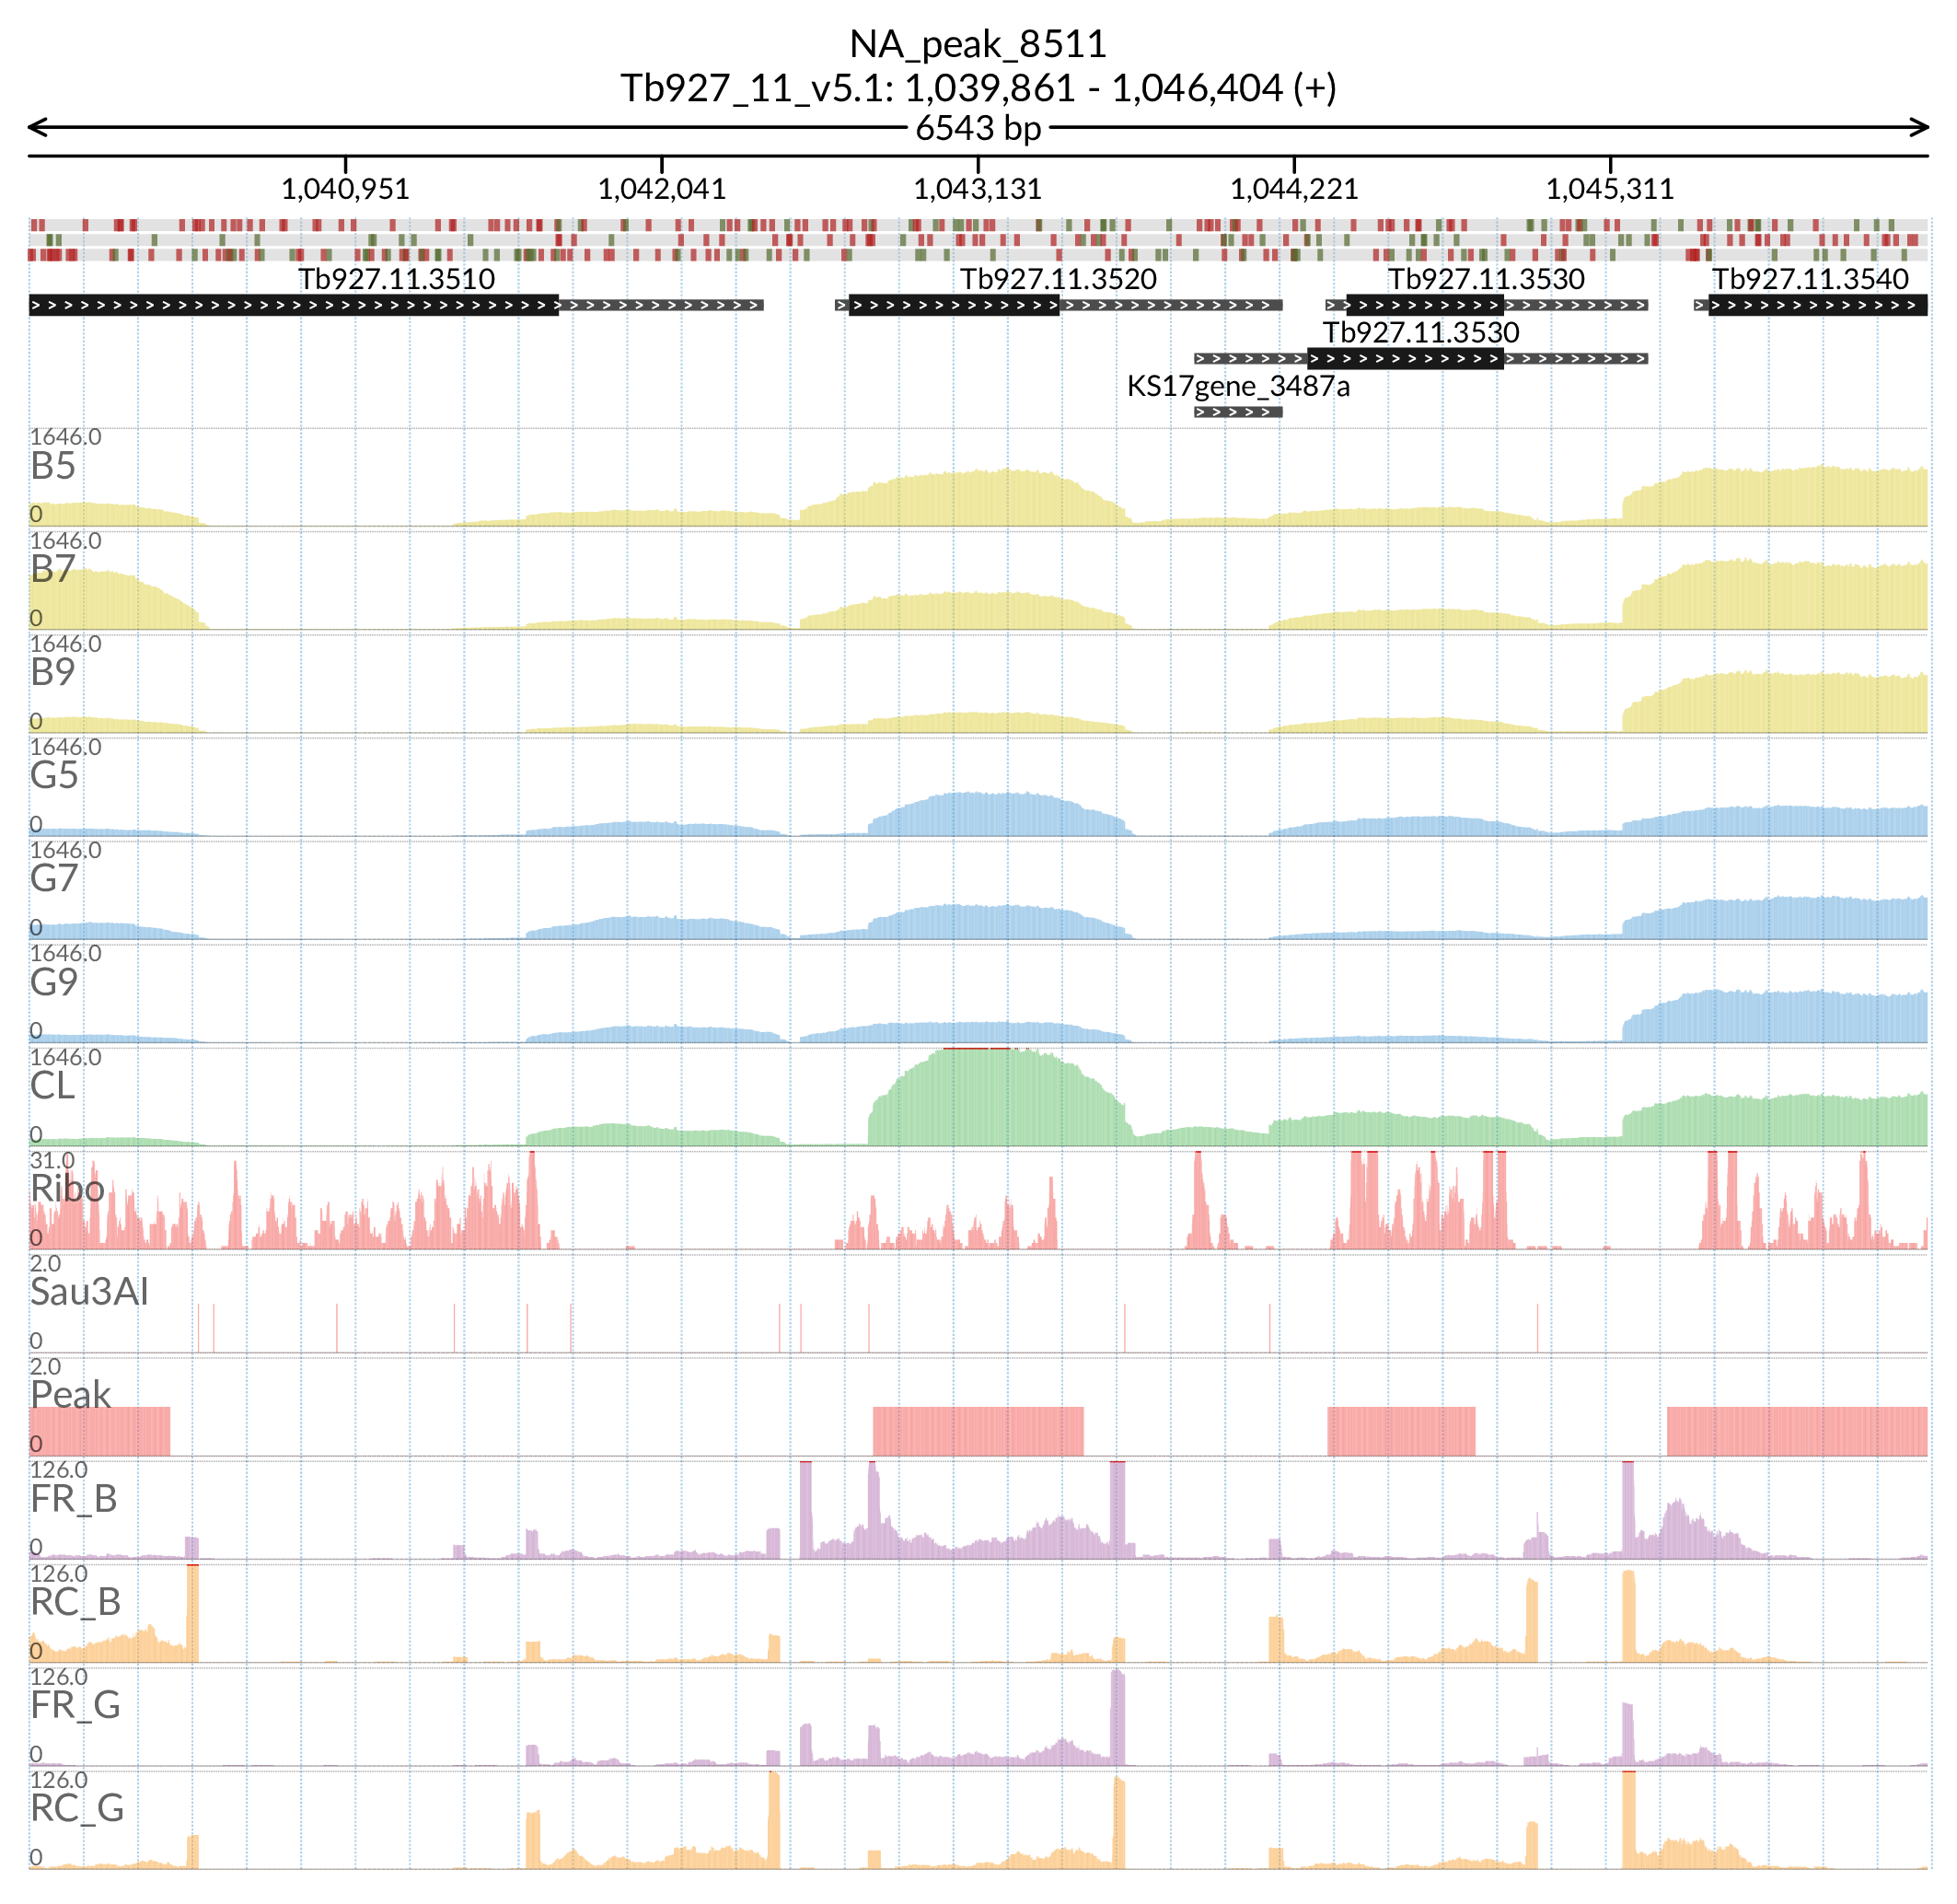 NA_peak_8511
Tb927_11_v5.1: 1,039,861 - 1,046,404 (+)
6543 bp
1,040,951 1,042,041 1,043,131 1,044,221 1,045,311
Tb927.11.3510 Tb927.11.3520 Tb927.11.3530 Tb927.11.3540
Tb927.11.3530
KS17gene_3487a
1646.0
B5
0
1646.0
B7
0
1646.0
B9
0
1646.0
G5
0
1646.0
G7
0
1646.0
G9
0
1646.0
CL
0
31.0
Ribo
0
2.0
Sau3AI
0
2.0
Peak
0
126.0
FR_B
0
126.0
RC_B
0
126.0
FR_G
0
126.0
RC_G
0